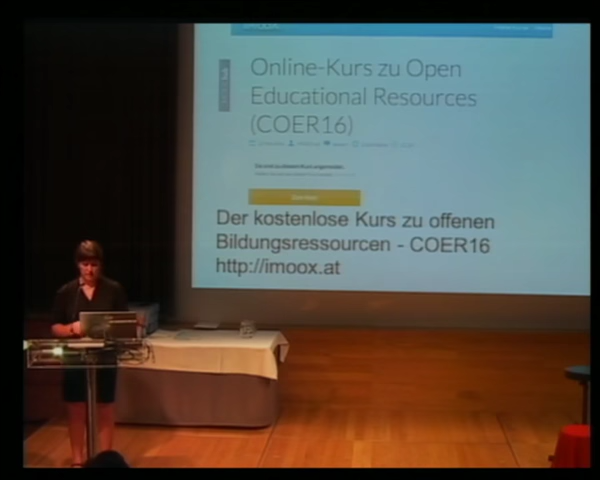 Online-Kurs zu Open
Educational Resources
(COER16)
Der kostenlose Kurs zu offenen
Bildungsressourcen - COER16
http://imoox.at